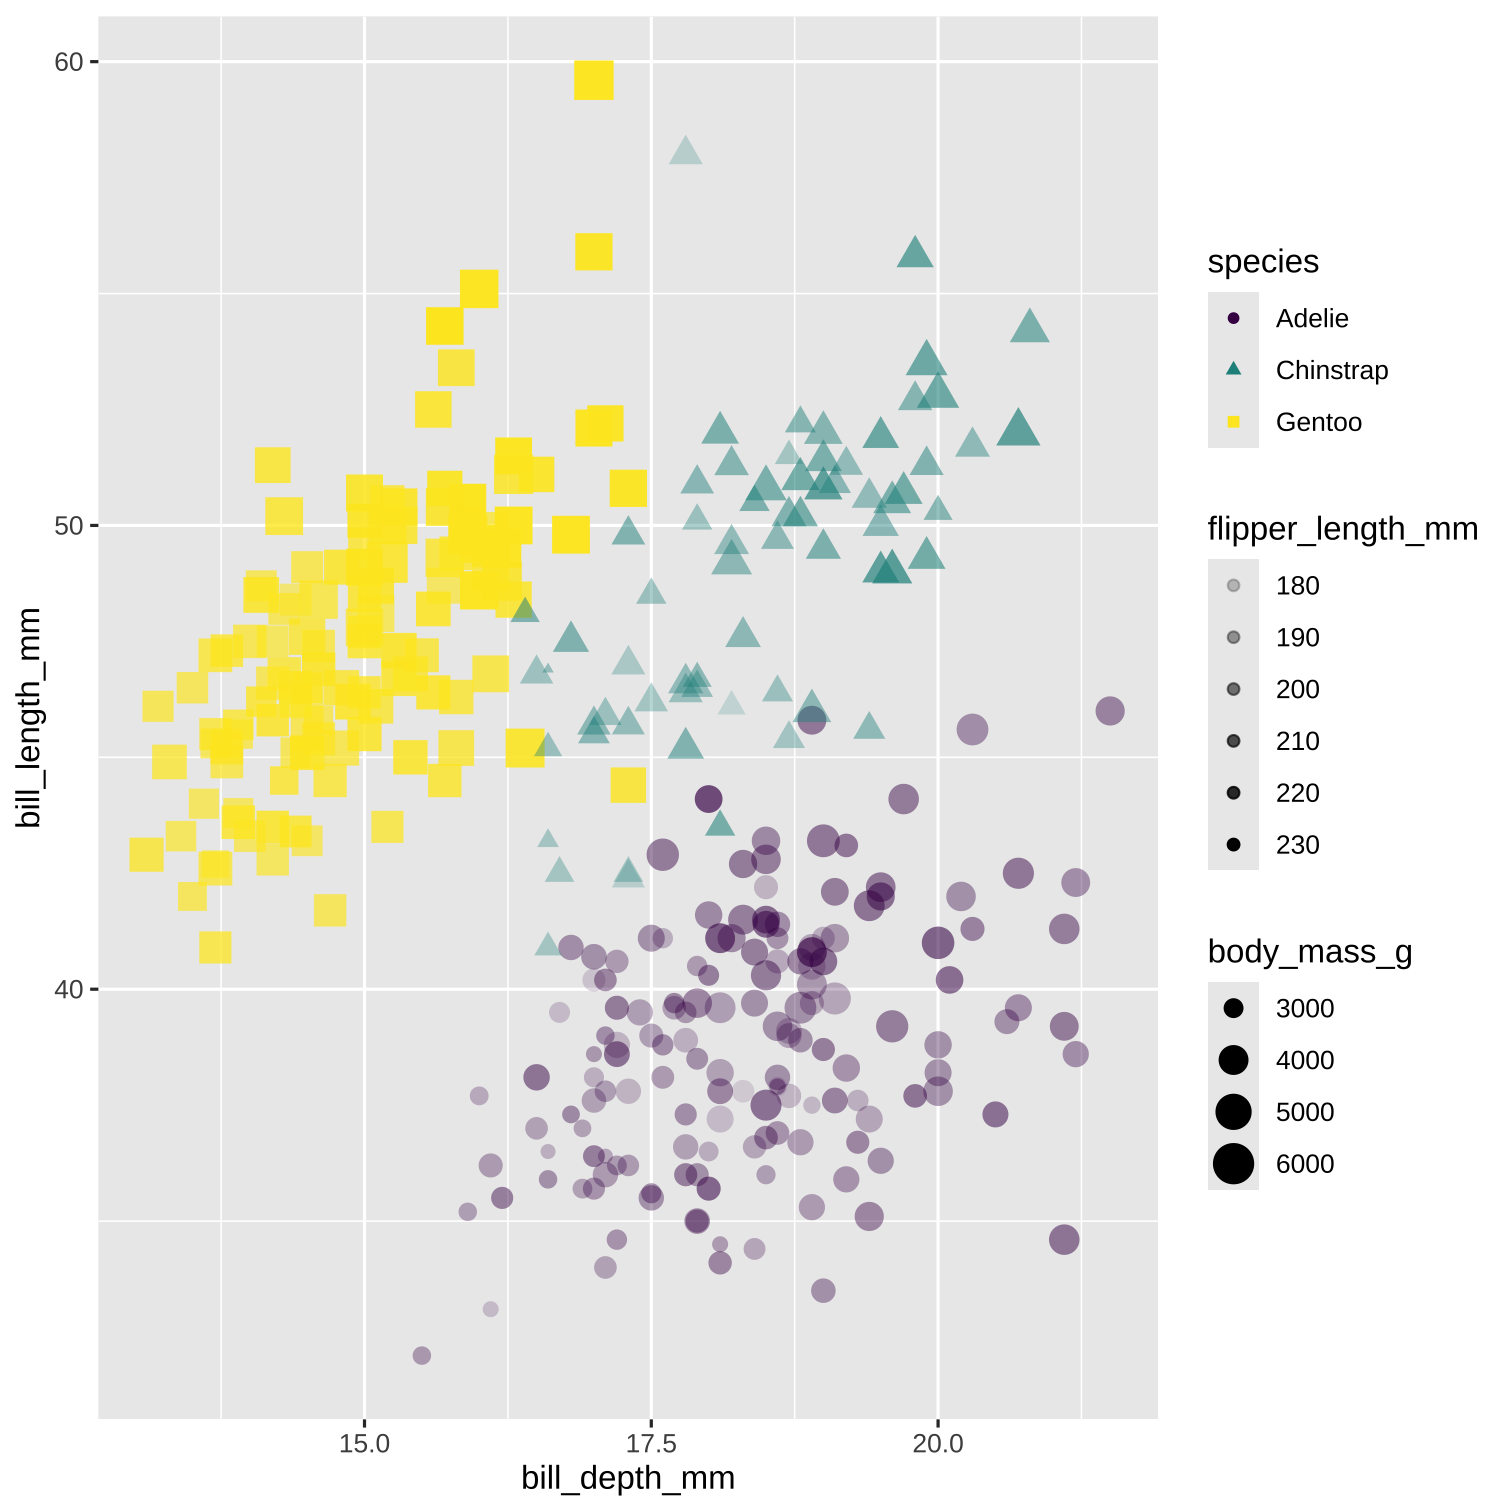 60
50
40
bill_length_mm
15.0
17.5
20.0
bill_depth_mm
species
Adelie
Chinstrap
Gentoo
flipper_length_mm
180
190
200
210
220
230
body_mass_g
3000
4000
5000
6000